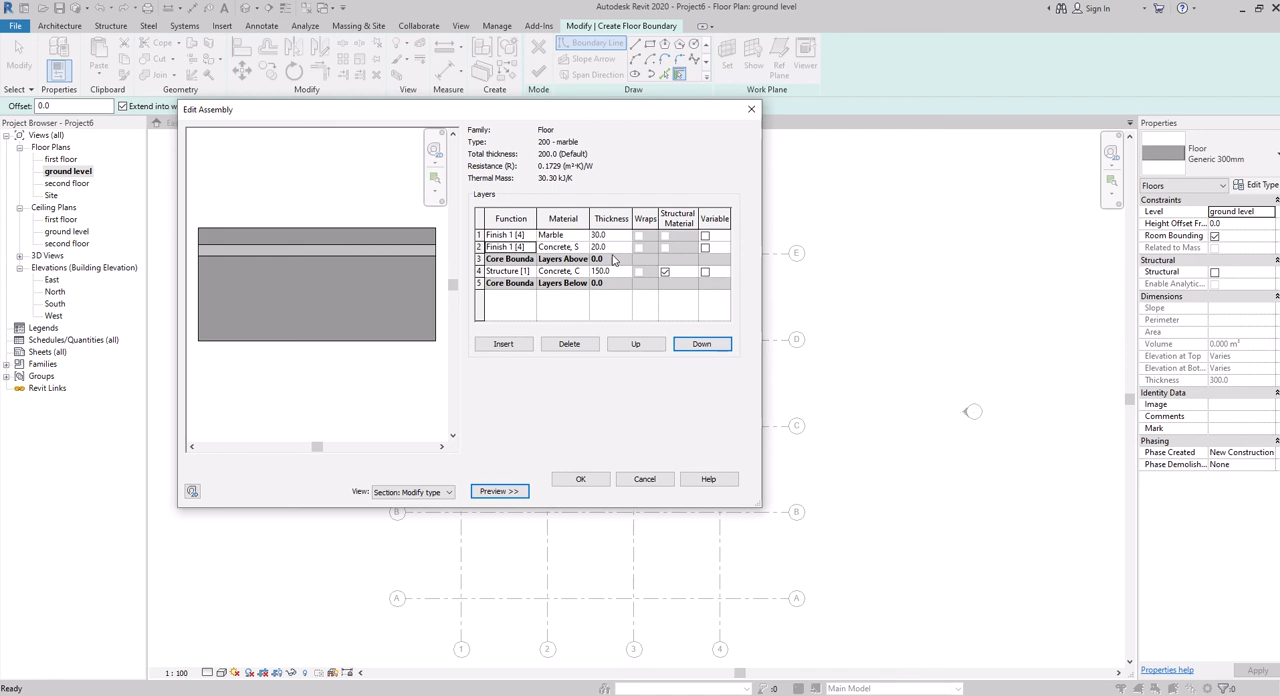 Autodesk Revit 2020 - Project6 - Floor Plan: ground level
Sign In
File Architecture Structure Steel Systems Insert Annotate Analyze Massing & Site Collaborate View Manage Add-Ins Modify | Create Floor Boundary
Modify
Paste
Cope
Cut
Join
Boundary Line
Slope Arrow
Span Direction
Set
Show
Ref Plane
Viewer
Select Properties Clipboard Geometry Modify View Measure Create Mode Draw Work Plane
Offset: 0.0
Extend into w
Project Browser - Project6
Views (all)
Floor Plans
first floor
ground level
second floor
Site
Ceiling Plans
first floor
ground level
second floor
3D Views
Elevations (Building Elevation)
East
North
South
West
Legends
Schedules/Quantities (all)
Sheets (all)
Families
Groups
Revit Links
Edit Assembly
Family: Floor
Type: 200 - marble
Total thickness: 200.0 (Default)
Resistance (R): 0.1729 (m²·K)/W
Thermal Mass: 30.30 kJ/K
Layers
Function Material Thickness Wraps Structural Material Variable
1 Finish 1 [4] Marble 30.0
2 Finish 1 [4] Concrete, S 20.0
3 Core Bounda Layers Above 0.0
4 Structure [1] Concrete, C 150.0
5 Core Bounda Layers Below 0.0
Insert Delete Up Down
OK Cancel Help
View: Section: Modify type
Preview >>
E
D
C
B
B
A
A
1 2 3 4
Properties
Floor
Generic 300mm
Floors
Edit Type
Constraints
Level ground level
Height Offset Fr... 0.0
Room Bounding
Related to Mass
Structural
Structural
Enable Analytic...
Dimensions
Slope
Perimeter
Area
Volume 0.000 m³
Elevation at Top Varies
Elevation at Bot... Varies
Thickness 300.0
Identity Data
Image
Comments
Mark
Phasing
Phase Created New Construction
Phase Demolish... None
Properties help
Apply
1 : 100
Ready
:0
Main Model
:0